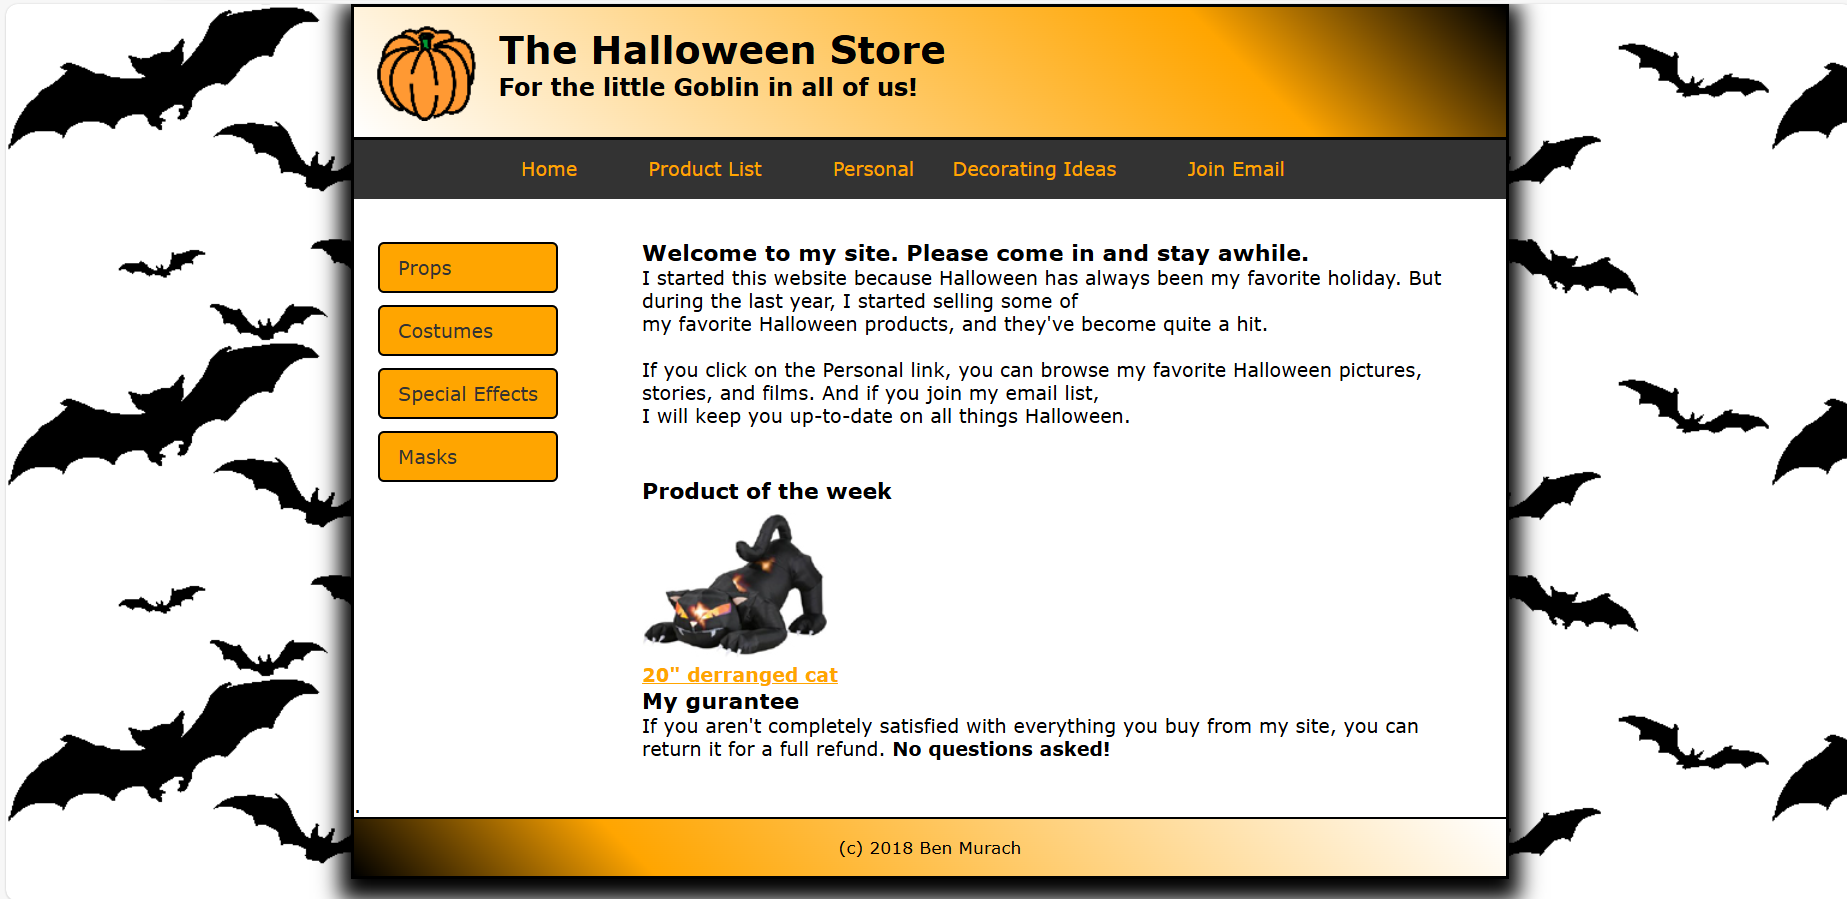 The Halloween Store
For the little Goblin in all of us!
Home Product List Personal Decorating Ideas Join Email
Props
Costumes
Special Effects
Masks
Welcome to my site. Please come in and stay awhile.
I started this website because Halloween has always been my favorite holiday. But
during the last year, I started selling some of
my favorite Halloween products, and they've become quite a hit.
If you click on the Personal link, you can browse my favorite Halloween pictures,
stories, and films. And if you join my email list,
I will keep you up-to-date on all things Halloween.
Product of the week
20" derranged cat
My gurantee
If you aren't completely satisfied with everything you buy from my site, you can
return it for a full refund. No questions asked!
.
(c) 2018 Ben Murach